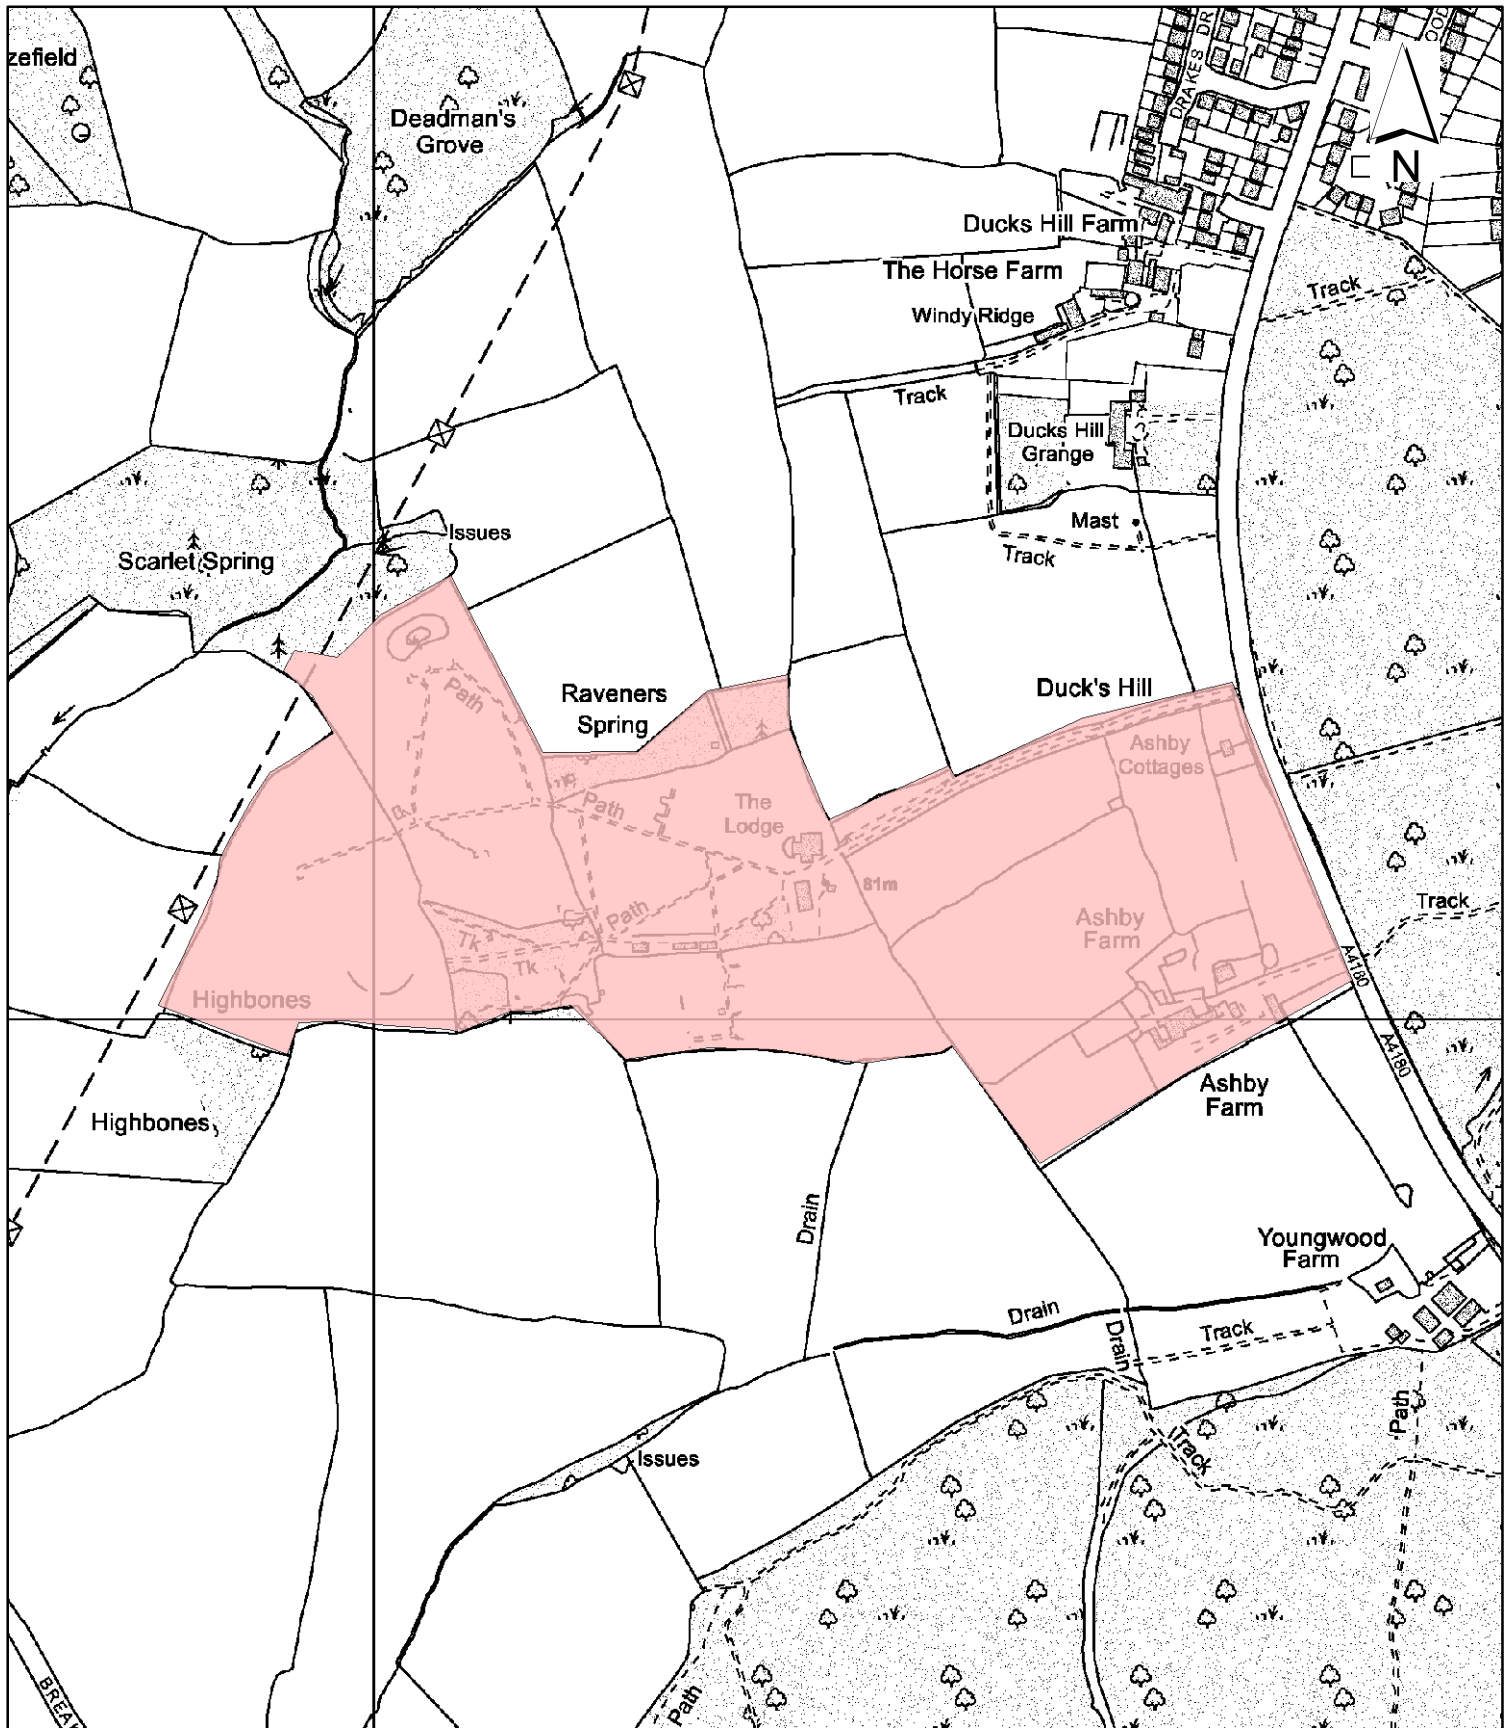 zefield
Deadman's
Grove
DRAKES DR
N
Ducks Hill Farm
The Horse Farm
Windy Ridge
Track
Track
Ducks Hill
Grange
Issues
Mast
Scarlet Spring
Track
Path
Raveners
Spring
Duck's Hill
Ashby
Cottages
Path
The
Lodge
81m
Track
Path
Ashby
Farm
Tk
Tk
A4180
Highbones
A4180
Ashby
Farm
Highbones
Drain
Youngwood
Farm
Drain
Drain
Track
Path
Track
Issues
BREAK
Path